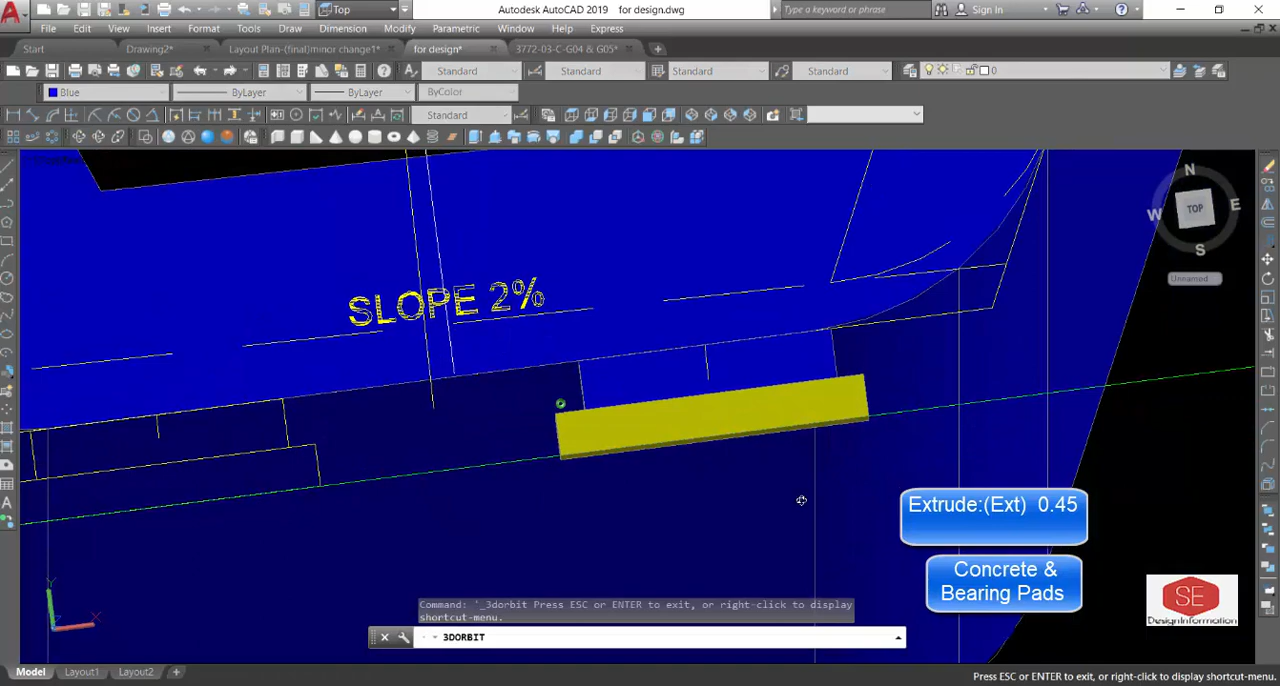 Autodesk AutoCAD 2019 for design.dwg
Top
Type a keyword or phrase
Sign In
File Edit View Insert Format Tools Draw Dimension Modify Parametric Window Help Express
Start
Drawing2*
Layout Plan-(final)minor change1*
for design*
3772-03-C-G04 & G05*
Standard
Standard
Standard
Standard
0
Blue
ByLayer
ByLayer
ByColor
Standard
N
W
TOP
E
S
Unnamed
SLOPE 2%
Extrude:(Ext) 0.45
Concrete &
Bearing Pads
SE
DesignInformation
Y
X
Command: '_3dorbit Press ESC or ENTER to exit, or right-click to display
shortcut-menu.
3DORBIT
Model
Layout1
Layout2
Press ESC or ENTER to exit, or right-click to display shortcut-menu.